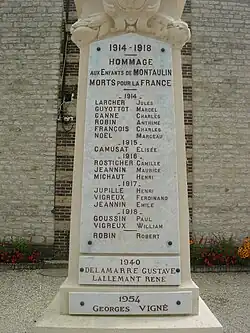 1914-1918
HOMMAGE
AUX ENFANTS DE MONTAULIN
MORTS POUR LA FRANCE
1914
LARCHER JULES
GUYOTTOT MARCEL
GANNE CHARLES
ROBIN ANTHIME
FRANÇOIS CHARLES
NOËL MARCEAU
1915
CAMUSAT ELISÉE
1916
ROSTICHER CAMILLE
JEANNIN MAURICE
MICHAUT HENRI
1917
JUPILLE HENRI
VIGREUX FERDINAND
JEANNIN EMILE
1918
GOUSSIN PAUL
VIGREUX WILLIAM
ROBIN ROBERT
1940
DELAMARRE GUSTAVE
LALLEMANT RENÉ
1954
GEORGES VIGNÉ